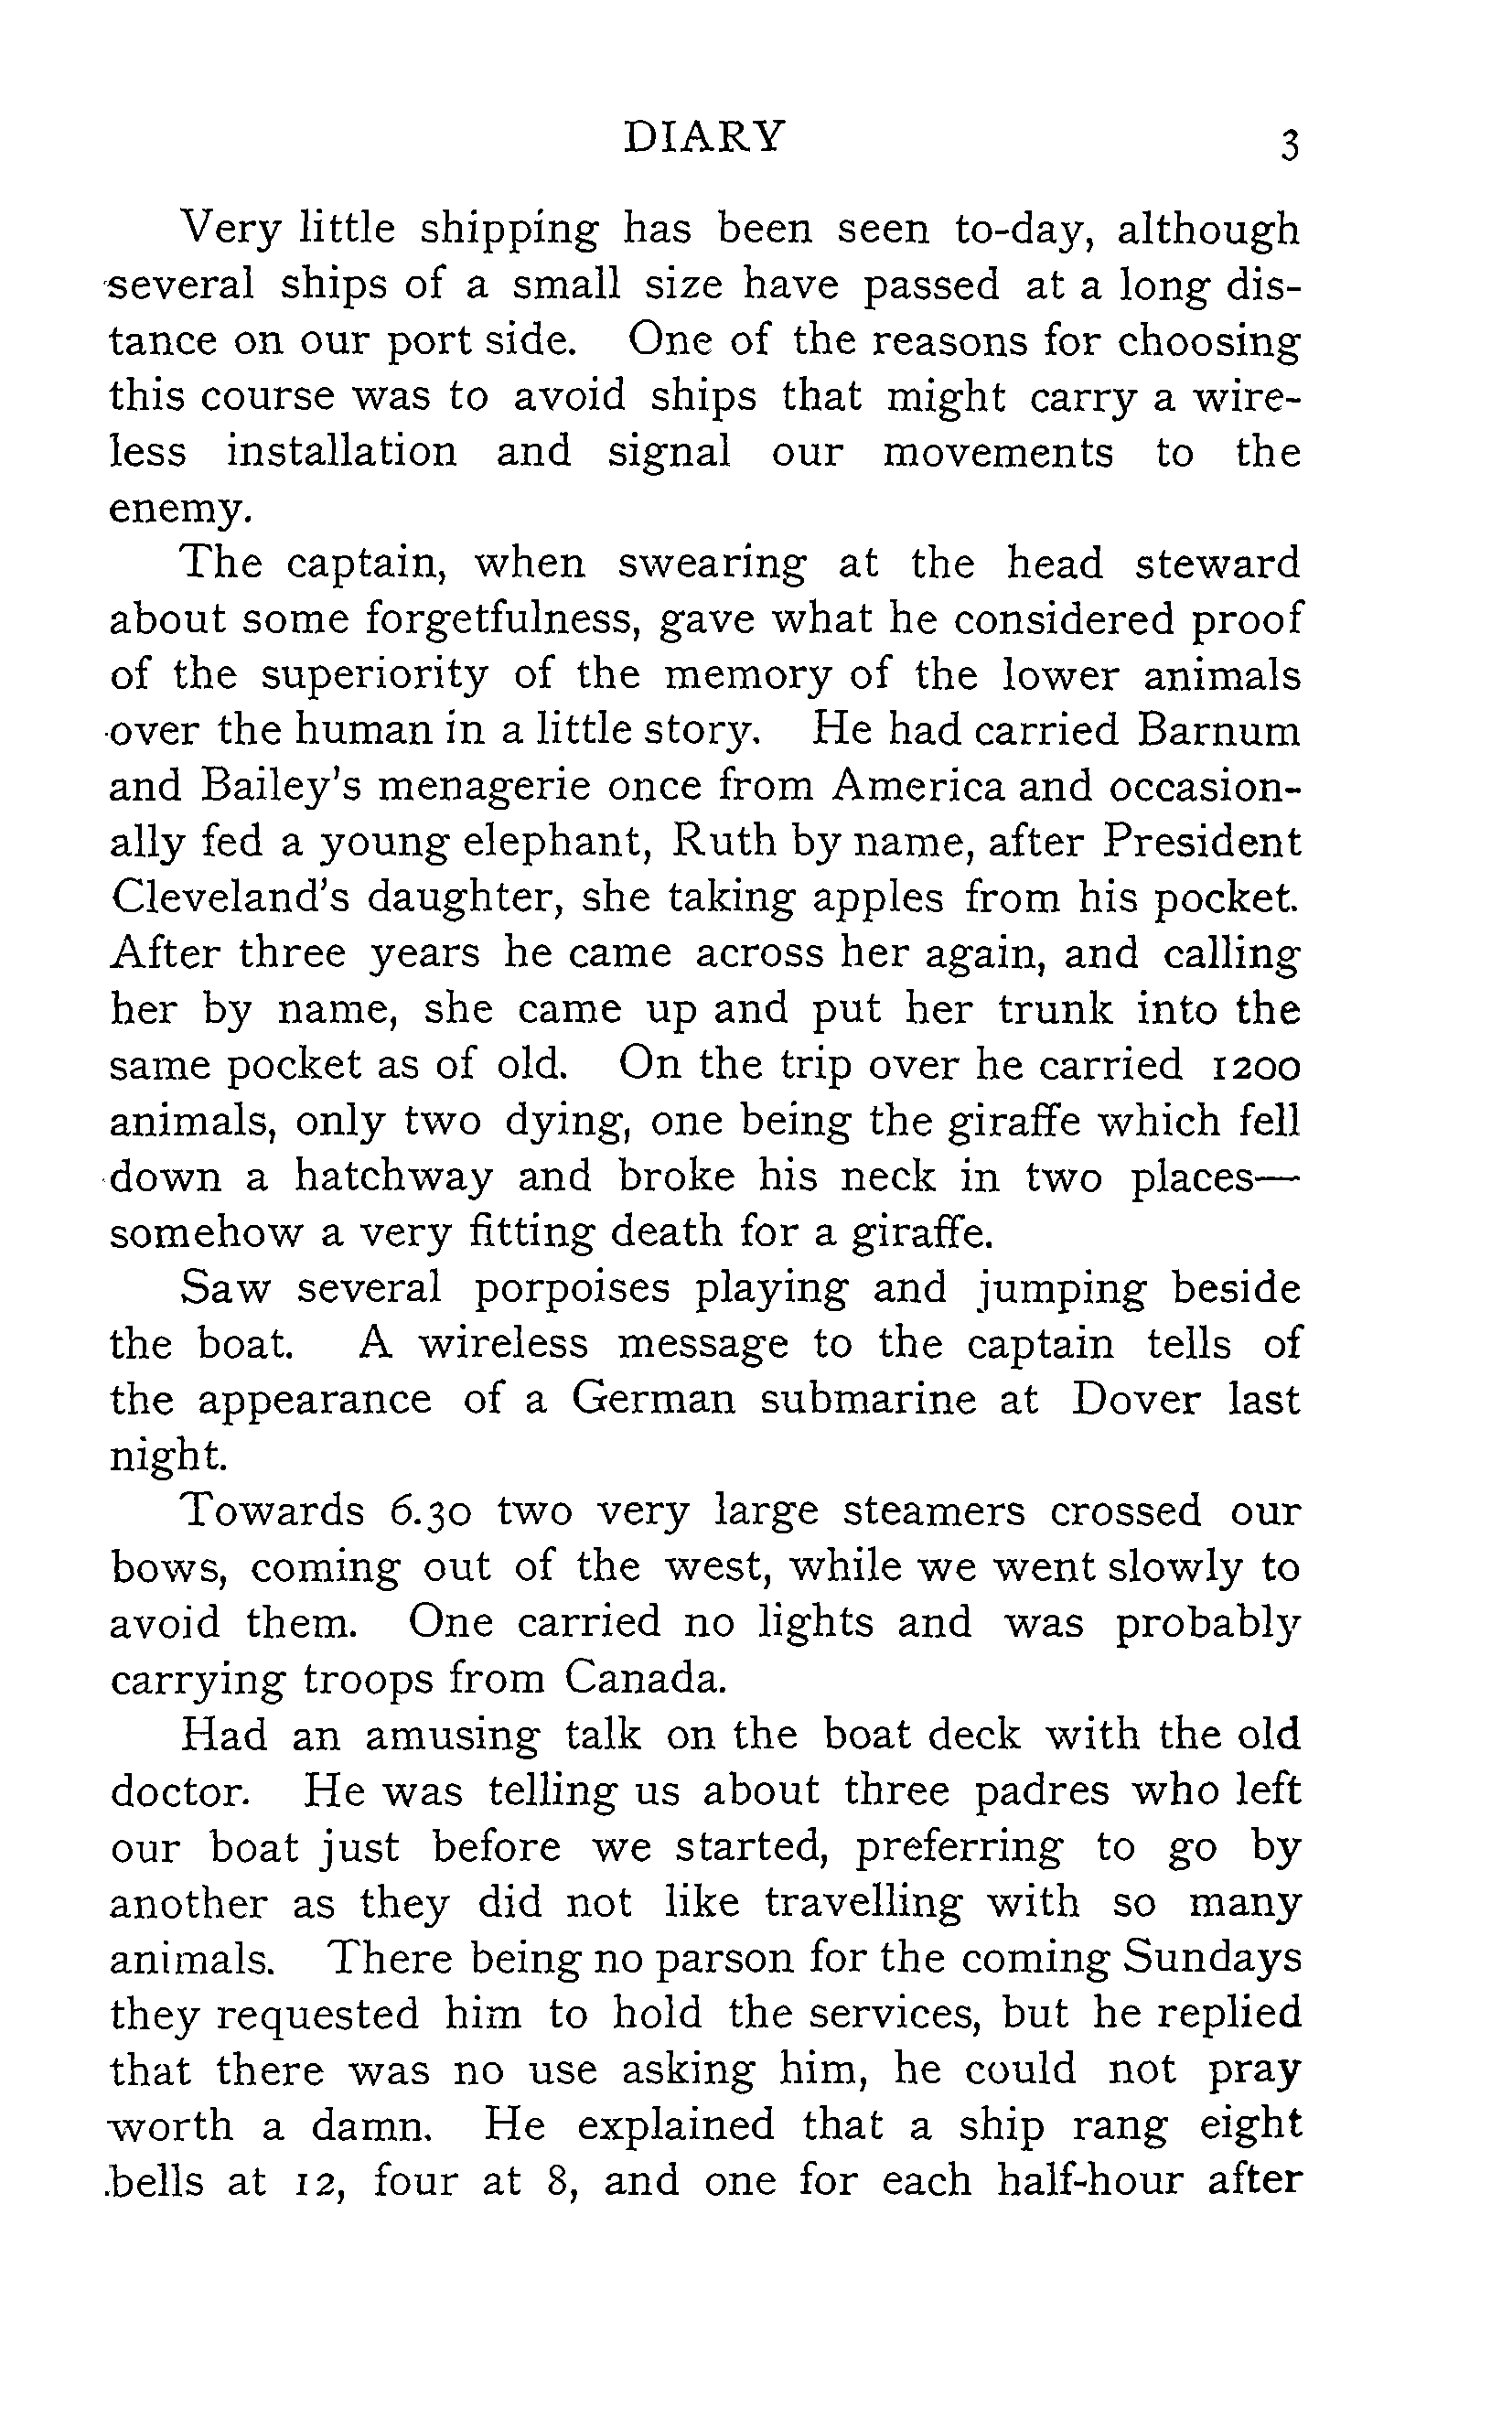 DIARY 3
Very little shipping has been seen to-day, although
several ships of a small size have passed at a long dis-
tance on our port side. One of the reasons for choosing
this course was to avoid ships that might carry a wire-
less installation and signal our movements to the
enemy.
The captain, when swearing at the head steward
about some forgetfulness, gave what he considered proof
of the superiority of the memory of the lower animals
over the human in a little story. He had carried Barnum
and Bailey's menagerie once from America and occasion-
ally fed a young elephant, Ruth by name, after President
Cleveland's daughter, she taking apples from his pocket.
After three years he came across her again, and calling
her by name, she came up and put her trunk into the
same pocket as of old. On the trip over he carried 1200
animals, only two dying, one being the giraffe which fell
down a hatchway and broke his neck in two places—
somehow a very fitting death for a giraffe.
Saw several porpoises playing and jumping beside
the boat. A wireless message to the captain tells of
the appearance of a German submarine at Dover last
night.
Towards 6.30 two very large steamers crossed our
bows, coming out of the west, while we went slowly to
avoid them. One carried no lights and was probably
carrying troops from Canada.
Had an amusing talk on the boat deck with the old
doctor. He was telling us about three padres who left
our boat just before we started, preferring to go by
another as they did not like travelling with so many
animals. There being no parson for the coming Sundays
they requested him to hold the services, but he replied
that there was no use asking him, he could not pray
worth a damn. He explained that a ship rang eight
bells at 12, four at 8, and one for each half-hour after